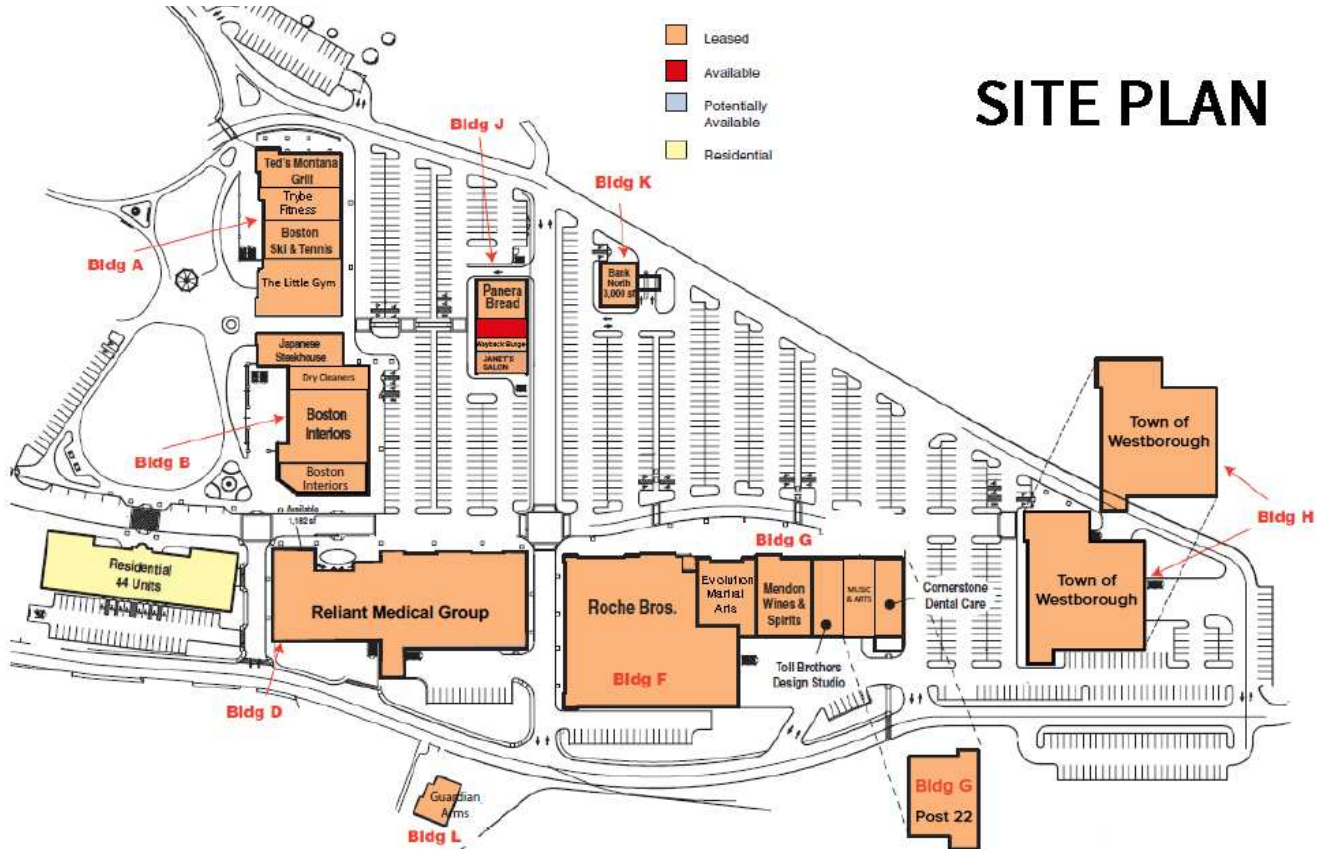 SITE PLAN
Leased
Available
Potentially
Available
Residential
Bldg J
Bldg K
Bldg A
Ted's Montana
Grill
Trybe
Fitness
Boston
Ski & Tennis
The Little Gym
Panera
Bread
Wayback Burge
JANET'S
SALON
Bank
North
3,000 sf
Japanese
Steakhouse
Dry Cleaners
Boston
Interiors
Boston
Interiors
Bldg B
Available
1,182 sf
Town of
Westborough
Bldg H
Town of
Westborough
Residential
44 Units
Reliant Medical Group
Bldg D
Bldg G
Roche Bros.
Evolution
Martial
Arts
Mendon
Wines &
Spirits
MUSIC
& ARTS
Cornerstone
Dental Care
Toll Brothers
Design Studio
Bldg F
Guardian
Arms
Bldg L
Bldg G
Post 22